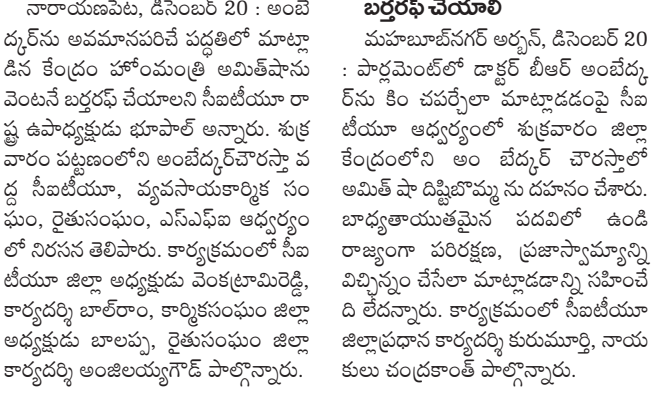 నారాయణపేట, డిసెంబర్ 20 : అంబే
ద్కర్‌ను అవమానపరిచే పద్ధతిలో మాట్లా
డిన కేంద్రం హోంమంత్రి అమిత్‌షాను
వెంటనే బర్తరఫ్ చేయాలని సీఐటీయూ రా
ష్ట్ర ఉపాధ్యక్షుడు భూపాల్ అన్నారు. శుక్ర
వారం పట్టణంలోని అంబేద్కర్‌చౌరస్తా వ
ద్ద సీఐటీయూ, వ్యవసాయకార్మిక సం
ఘం, రైతుసంఘం, ఎస్ఎఫ్ఐ ఆధ్వర్యం
లో నిరసన తెలిపారు. కార్యక్రమంలో సీఐ
టీయూ జిల్లా అధ్యక్షుడు వెంకట్రామిరెడ్డి,
కార్యదర్శి బాల్‌రాం, కార్మికసంఘం జిల్లా
అధ్యక్షుడు బాలప్ప, రైతుసంఘం జిల్లా
కార్యదర్శి అంజిలయ్యగౌడ్ పాల్గొన్నారు.
బర్తరఫ్ చేయాలి
మహబూబ్‌నగర్ అర్బన్, డిసెంబర్ 20
: పార్లమెంట్‌లో డాక్టర్ బీఆర్ అంబేద్క
ర్‌ను కిం చపర్చేలా మాట్లాడడంపై సీఐ
టీయూ ఆధ్వర్యంలో శుక్రవారం జిల్లా
కేంద్రంలోని అం బేద్కర్ చౌరస్తాలో
అమిత్ షా దిష్టిబొమ్మ ను దహనం చేశారు.
బాధ్యతాయుతమైన పదవిలో ఉండి
రాజ్యంగా పరిరక్షణ, ప్రజాస్వామ్యాన్ని
విచ్ఛిన్నం చేసేలా మాట్లాడడాన్ని సహించే
ది లేదన్నారు. కార్యక్రమంలో సీఐటీయూ
జిల్లాప్రధాన కార్యదర్శి కురుమూర్తి, నాయ
కులు చంద్రకాంత్ పాల్గొన్నారు.